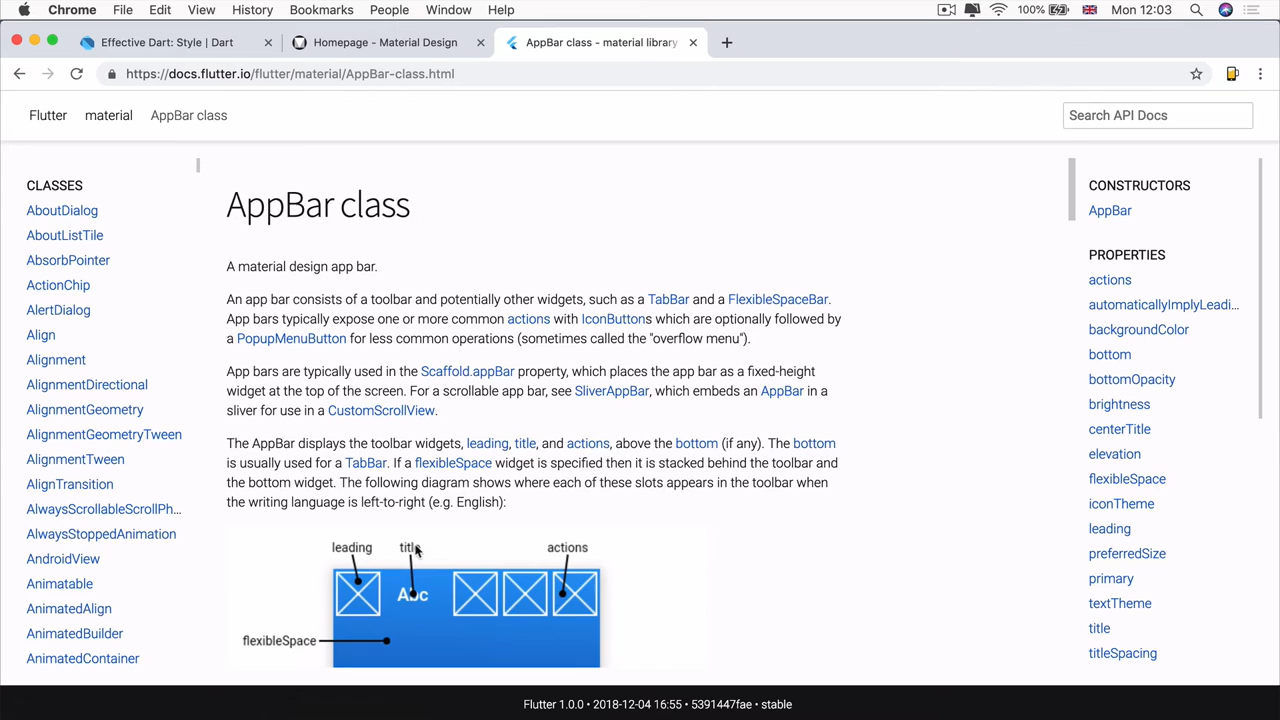 Chrome File Edit View History Bookmarks People Window Help 100% Mon 12:03
Effective Dart: Style | Dart
Homepage - Material Design
AppBar class - material library
https://docs.flutter.io/flutter/material/AppBar-class.html
Flutter material AppBar class
Search API Docs
CLASSES
AboutDialog
AboutListTile
AbsorbPointer
ActionChip
AlertDialog
Align
Alignment
AlignmentDirectional
AlignmentGeometry
AlignmentGeometryTween
AlignmentTween
AlignTransition
AlwaysScrollableScrollPh...
AlwaysStoppedAnimation
AndroidView
Animatable
AnimatedAlign
AnimatedBuilder
AnimatedContainer
AppBar class
A material design app bar.
An app bar consists of a toolbar and potentially other widgets, such as a TabBar and a FlexibleSpaceBar.
App bars typically expose one or more common actions with IconButtons which are optionally followed by
a PopupMenuButton for less common operations (sometimes called the "overflow menu").
App bars are typically used in the Scaffold.appBar property, which places the app bar as a fixed-height
widget at the top of the screen. For a scrollable app bar, see SliverAppBar, which embeds an AppBar in a
sliver for use in a CustomScrollView.
The AppBar displays the toolbar widgets, leading, title, and actions, above the bottom (if any). The bottom
is usually used for a TabBar. If a flexibleSpace widget is specified then it is stacked behind the toolbar and
the bottom widget. The following diagram shows where each of these slots appears in the toolbar when
the writing language is left-to-right (e.g. English):
leading title actions
Abc
flexibleSpace
CONSTRUCTORS
AppBar
PROPERTIES
actions
automaticallyImplyLeadi...
backgroundColor
bottom
bottomOpacity
brightness
centerTitle
elevation
flexibleSpace
iconTheme
leading
preferredSize
primary
textTheme
title
titleSpacing
Flutter 1.0.0 • 2018-12-04 16:55 • 5391447fae • stable